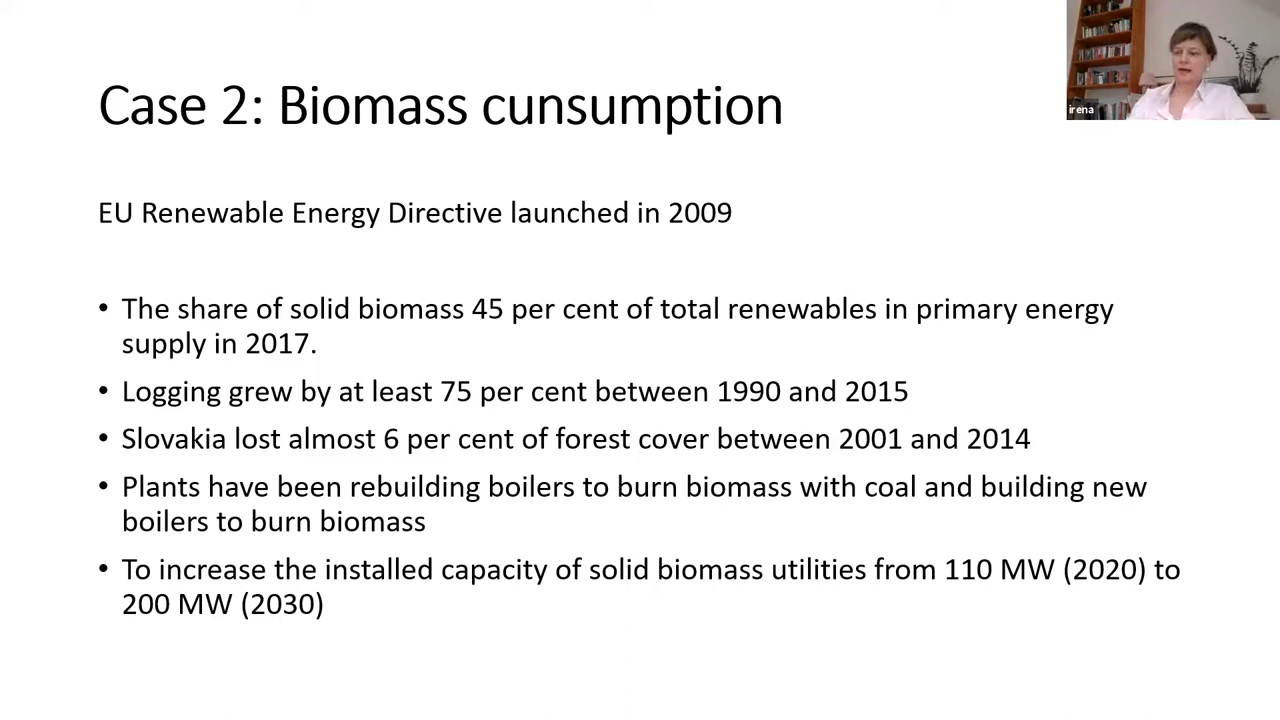 Case 2: Biomass cunsumption
irena
EU Renewable Energy Directive launched in 2009
• The share of solid biomass 45 per cent of total renewables in primary energy
supply in 2017.
• Logging grew by at least 75 per cent between 1990 and 2015
• Slovakia lost almost 6 per cent of forest cover between 2001 and 2014
• Plants have been rebuilding boilers to burn biomass with coal and building new
boilers to burn biomass
• To increase the installed capacity of solid biomass utilities from 110 MW (2020) to
200 MW (2030)